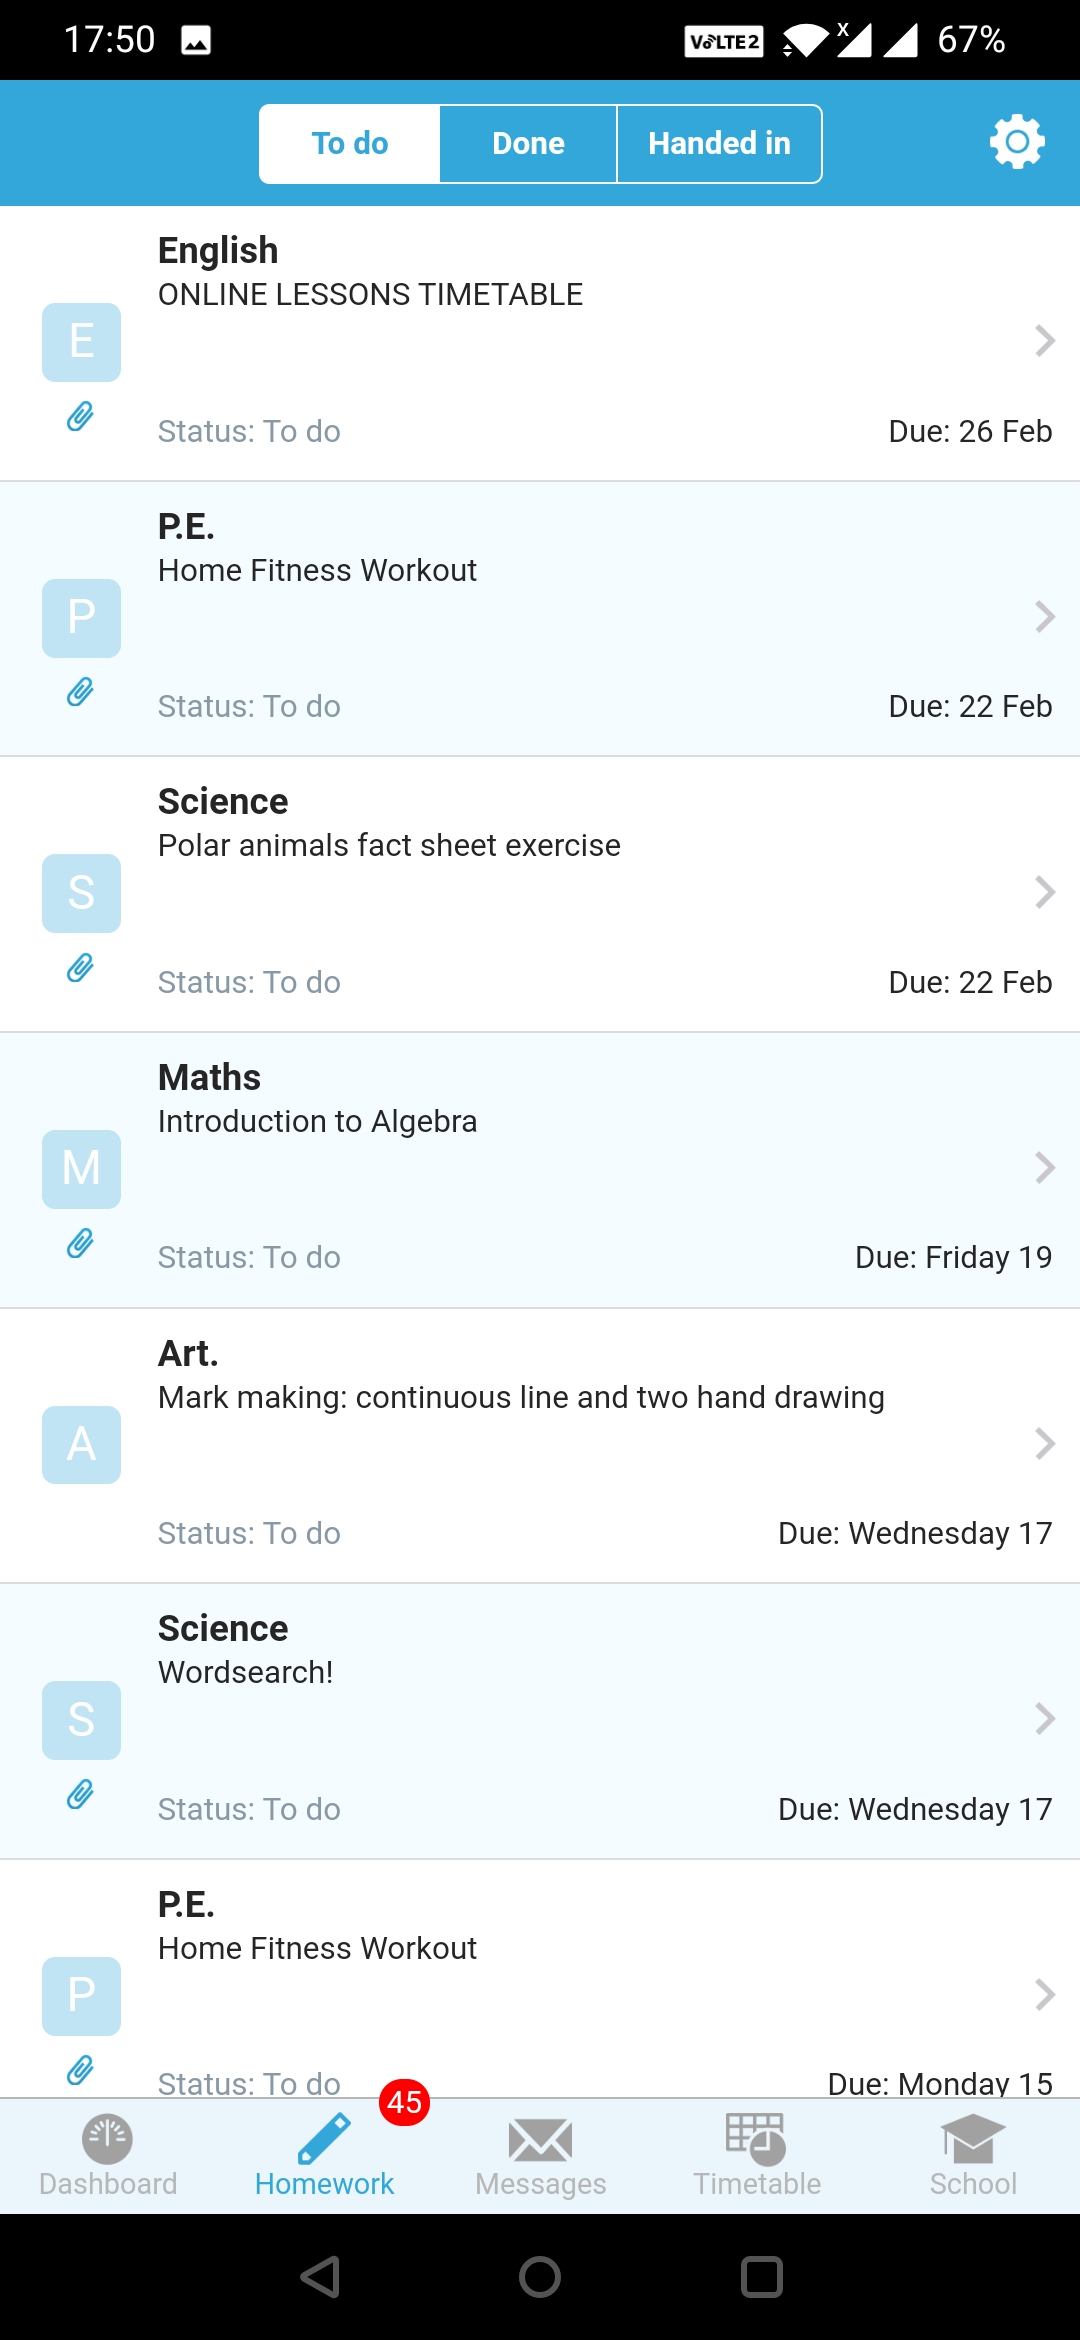 17:50
VoLTE2 X 67%
To do Done Handed in
English
ONLINE LESSONS TIMETABLE
E
Status: To do Due: 26 Feb
P.E.
Home Fitness Workout
P
Status: To do Due: 22 Feb
Science
Polar animals fact sheet exercise
S
Status: To do Due: 22 Feb
Maths
Introduction to Algebra
M
Status: To do Due: Friday 19
Art.
Mark making: continuous line and two hand drawing
A
Status: To do Due: Wednesday 17
Science
Wordsearch!
S
Status: To do Due: Wednesday 17
P.E.
Home Fitness Workout
P
Status: To do Due: Monday 15
45
Dashboard Homework Messages Timetable School